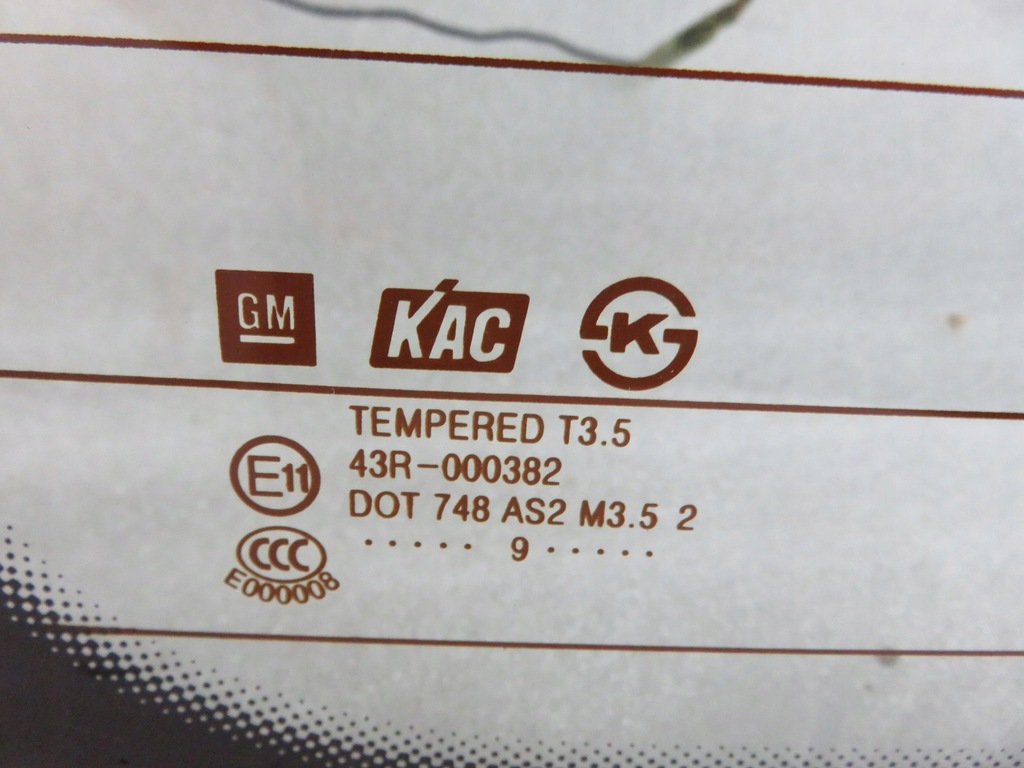 GM KAC K
TEMPERED T3.5
E11 43R-000382
DOT 748 AS2 M3.5 2
CCC ..... 9 .....
E000008